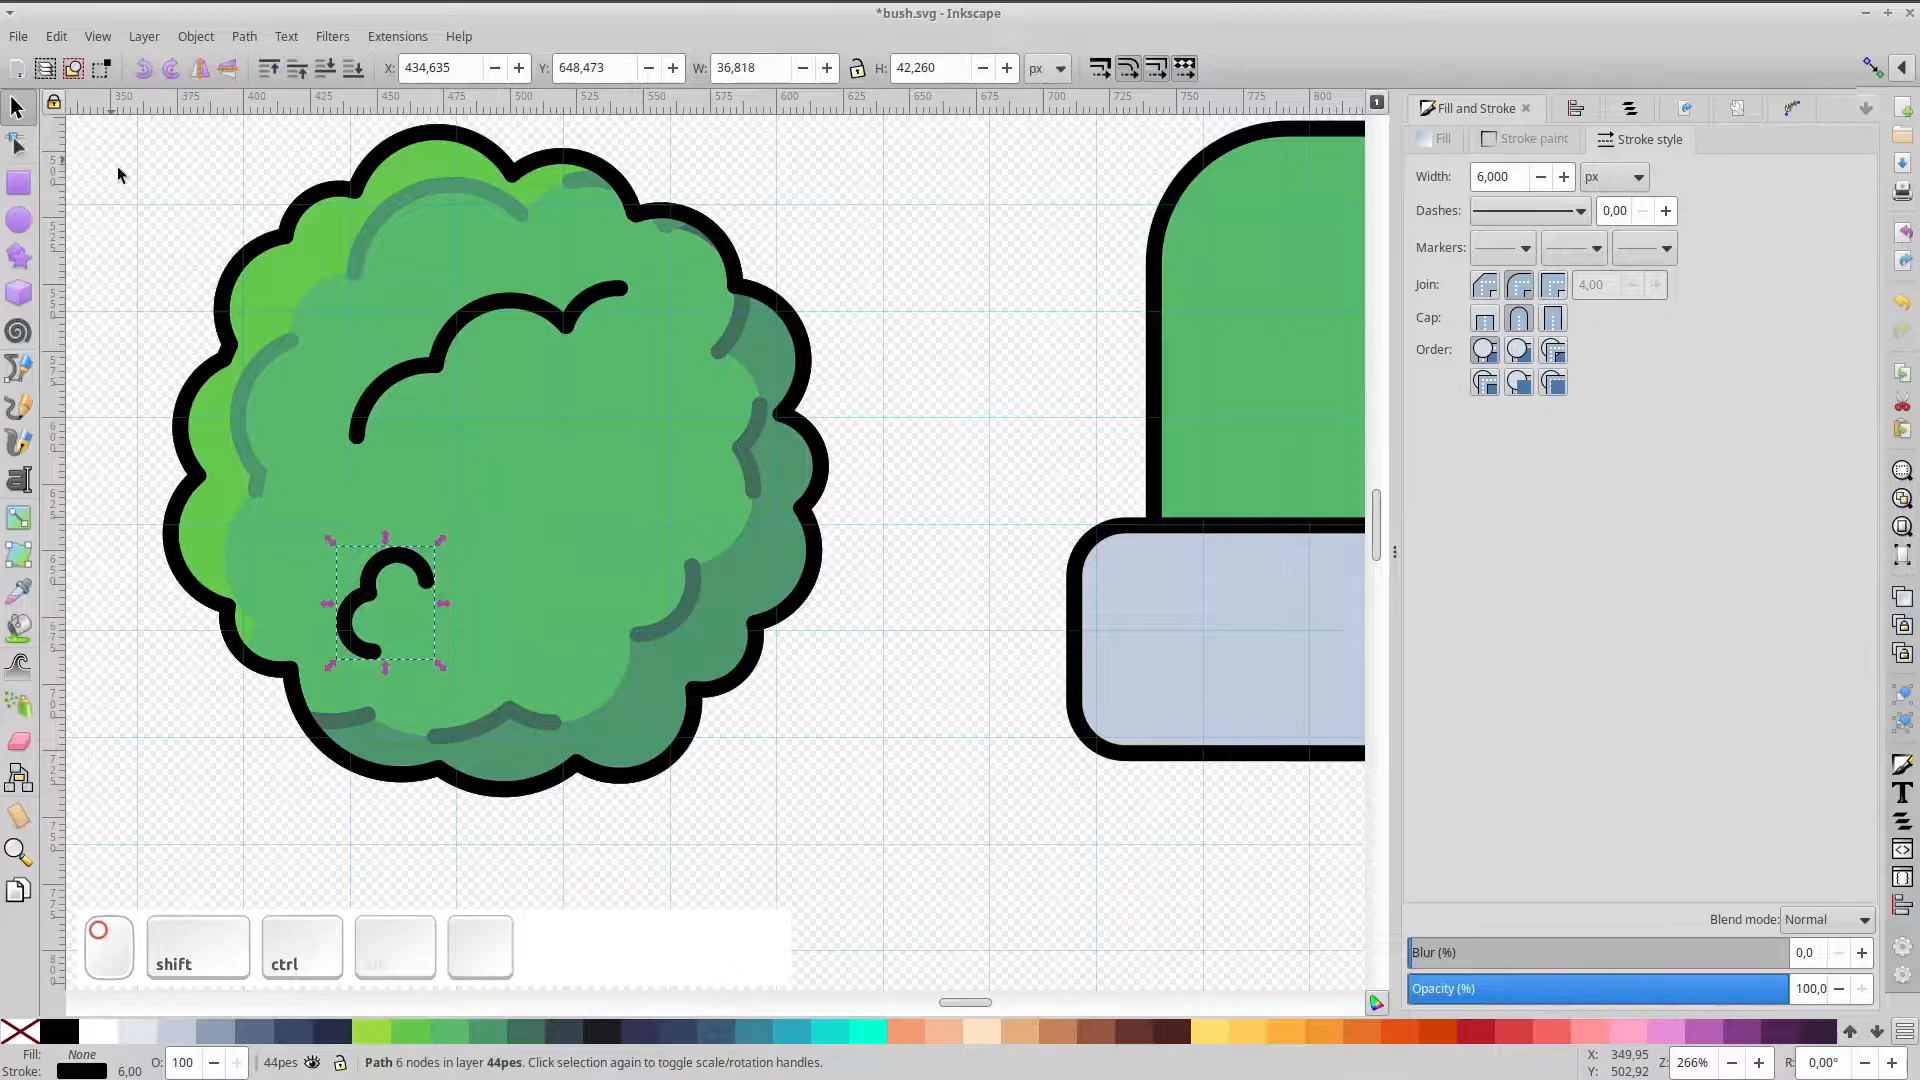 *bush.svg - Inkscape
File Edit View Layer Object Path Text Filters Extensions Help
X: 434,635 Y: 648,473 W: 36,818 H: 42,260 px
350 375 400 425 450 475 500 525 550 575 600 625 650 675 700 725 750 775 800
1
Fill and Stroke
Fill Stroke paint Stroke style
Width: 6,000 px
Dashes: 0,00
Markers:
Join: 4,00
Cap:
Order:
shift ctrl
Blend mode: Normal
Blur (%) 0,0
Opacity (%) 100,0
Fill: None
Stroke: 6,00
O: 100 44pes Path 6 nodes in layer 44pes. Click selection again to toggle scale/rotation handles.
X: 349,95
Y: 502,92
Z: 266% R: 0,00°